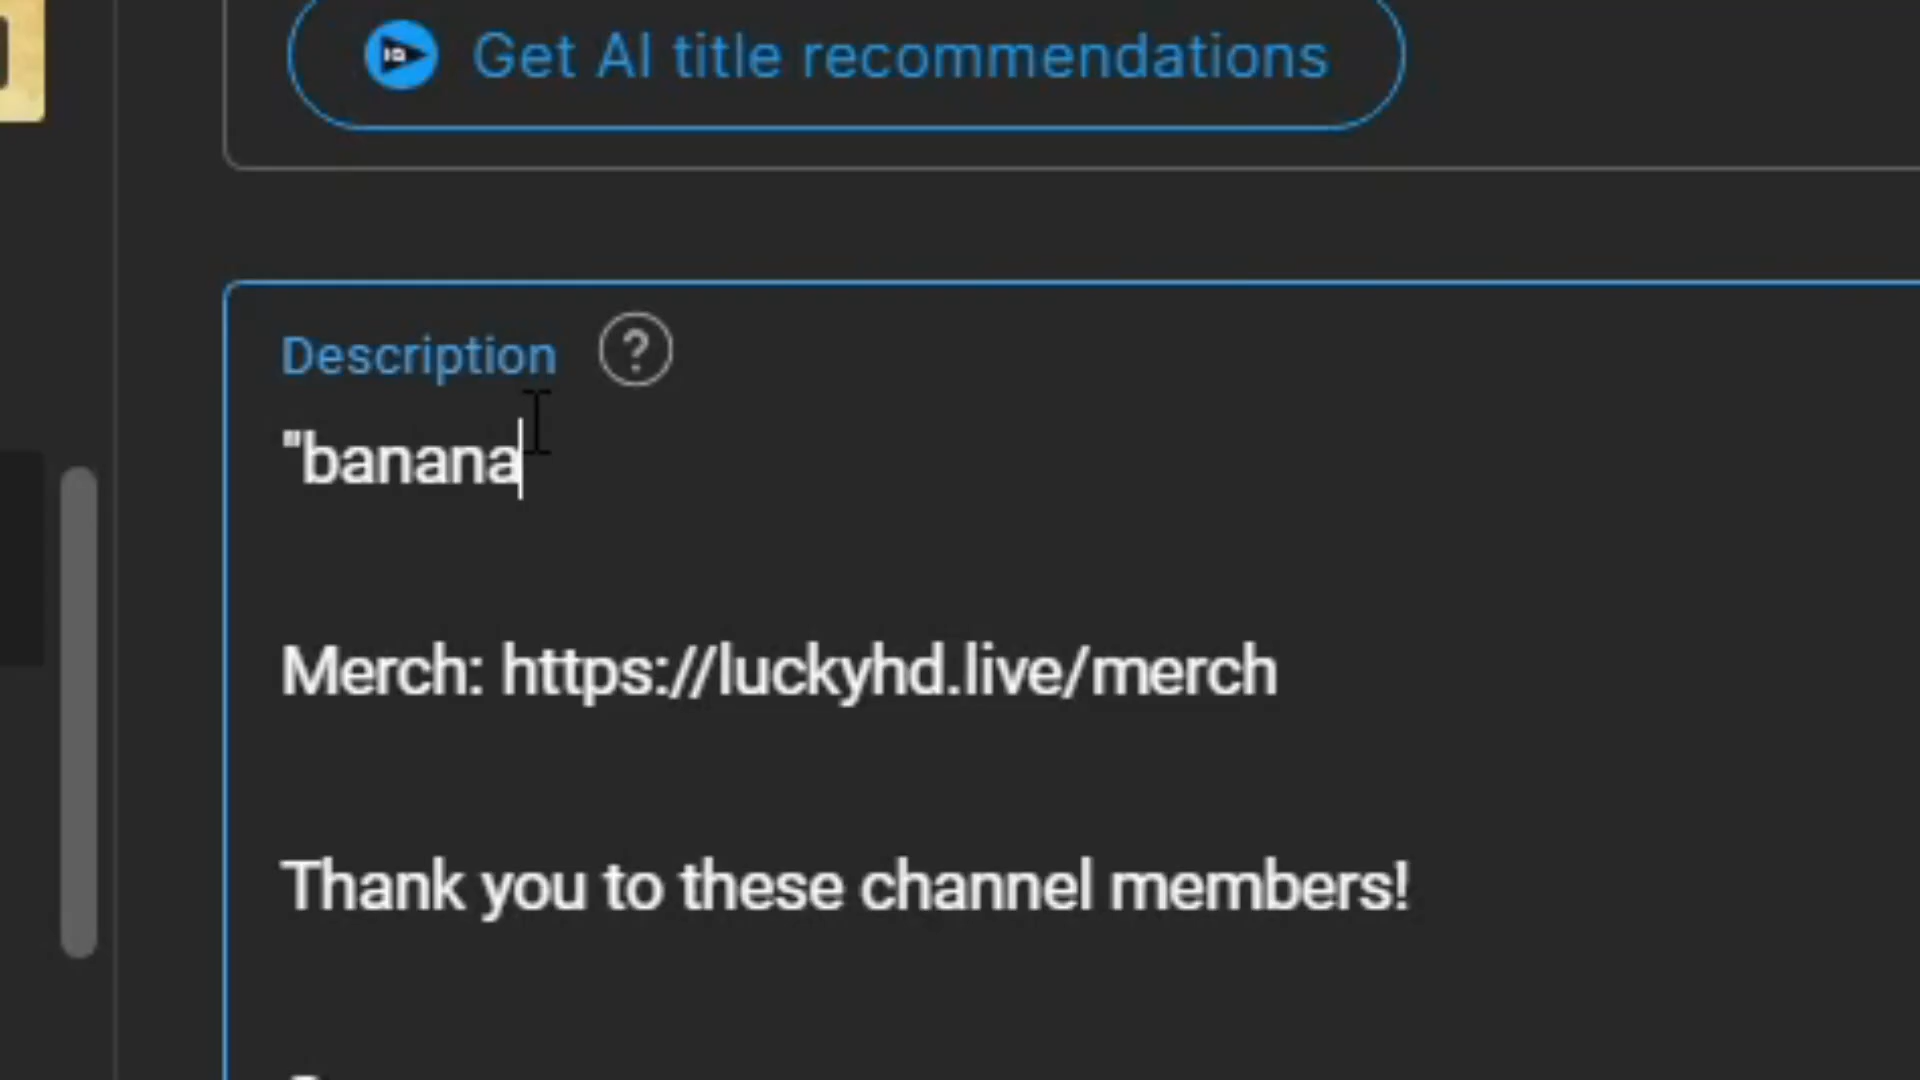 Get AI title recommendations
Description
"banana
Merch: https://luckyhd.live/merch
Thank you to these channel members!